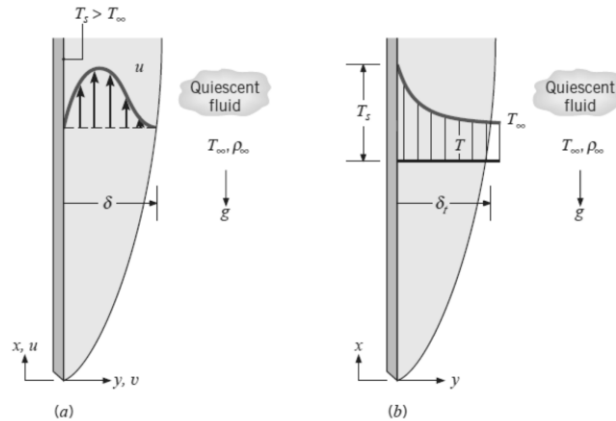 T_s > T_∞
u
Quiescent
fluid
T_∞, ρ_∞
g
δ
x, u
y, v
(a)
T_s
T
T_∞
Quiescent
fluid
T_∞, ρ_∞
g
δ_t
x
y
(b)